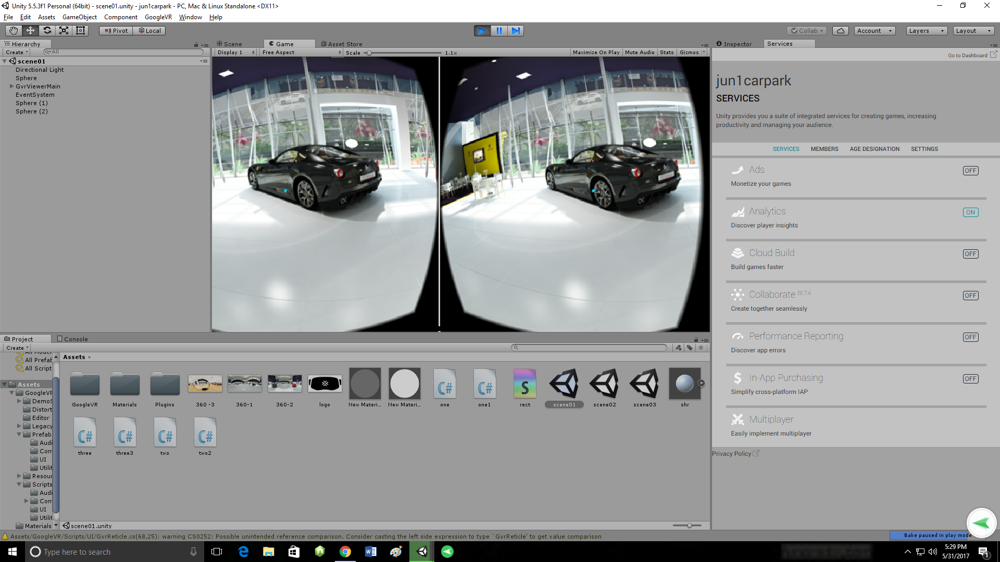 Unity 5.5.3f1 Personal (64bit) - scene01.unity - jun1carpark - PC, Mac & Linux Standalone <DX11>
File Edit Assets GameObject Component GoogleVR Window Help
Pivot Local Collab Account Layers Layout
Hierarchy
Create All
scene01
Directional Light
Sphere
GvrViewerMain
EventSystem
Sphere (1)
Sphere (2)
Scene Game Asset Store
Display 1 Free Aspect Scale 1.1x Maximize On Play Mute Audio Stats Gizmos
Inspector Services
Go to Dashboard
jun1carpark
SERVICES
Unity provides you a suite of integrated services for creating games, increasing
productivity and managing your audience.
SERVICES MEMBERS AGE DESIGNATION SETTINGS
Ads OFF
Monetize your games
Analytics ON
Discover player insights
Cloud Build OFF
Build games faster
Collaborate BETA OFF
Create together seamlessly
Performance Reporting OFF
Discover app errors
In-App Purchasing OFF
Simplify cross-platform IAP
Multiplayer
Easily implement multiplayer
Privacy Policy
Project Console
Create
All Prefab
All Script
Assets
GoogleVR
DemoS
Distort
Editor
Legacy
Prefab
Audi
Con
UI
Utilit
Resour
Scripts
Audi
Con
UI
Utilit
Materials
Assets
GoogleVR Materials Plugins 360 -3 360-1 360-2 logo New Materi... New Materi... one one1 rect scene01 scene02 scene03 shr
three three3 two two2
scene01.unity
Assets/GoogleVR/Scripts/UI/GvrReticle.cs(68,25): warning CS0252: Possible unintended reference comparison. Consider casting the left side expression to type `GvrReticle' to get value comparison
Bake paused in play mode
Type here to search
5:29 PM
5/31/2017
1